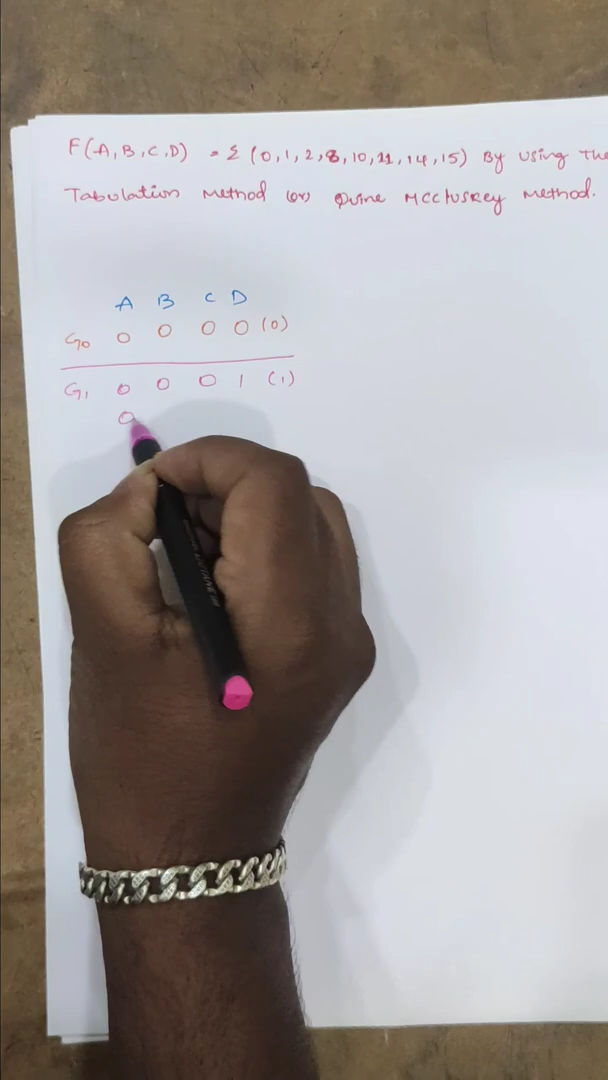 F(A,B,C,D) = Σ (0,1,2,8,10,11,14,15) By using The
Tabulation Method (or) Quine MCClusKey Method.
A B C D
G0 0 0 0 0 (0)
G1 0 0 0 1 (1)
0